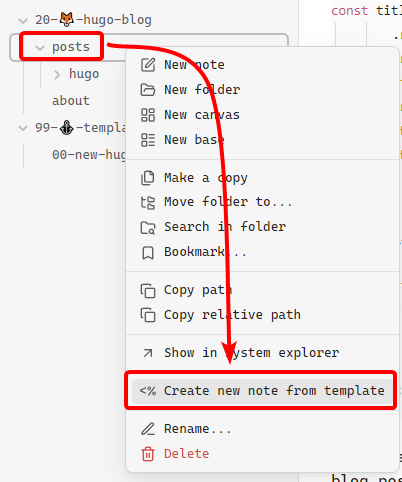 const titl
20-🦊-hugo-blog
posts
hugo
about
99-templa
00-new-hug
New note
New folder
New canvas
New base
Make a copy
Move folder to...
Search in folder
Bookmark...
Copy path
Copy relative path
Show in system explorer
<% Create new note from template
Rename...
Delete
blog pos